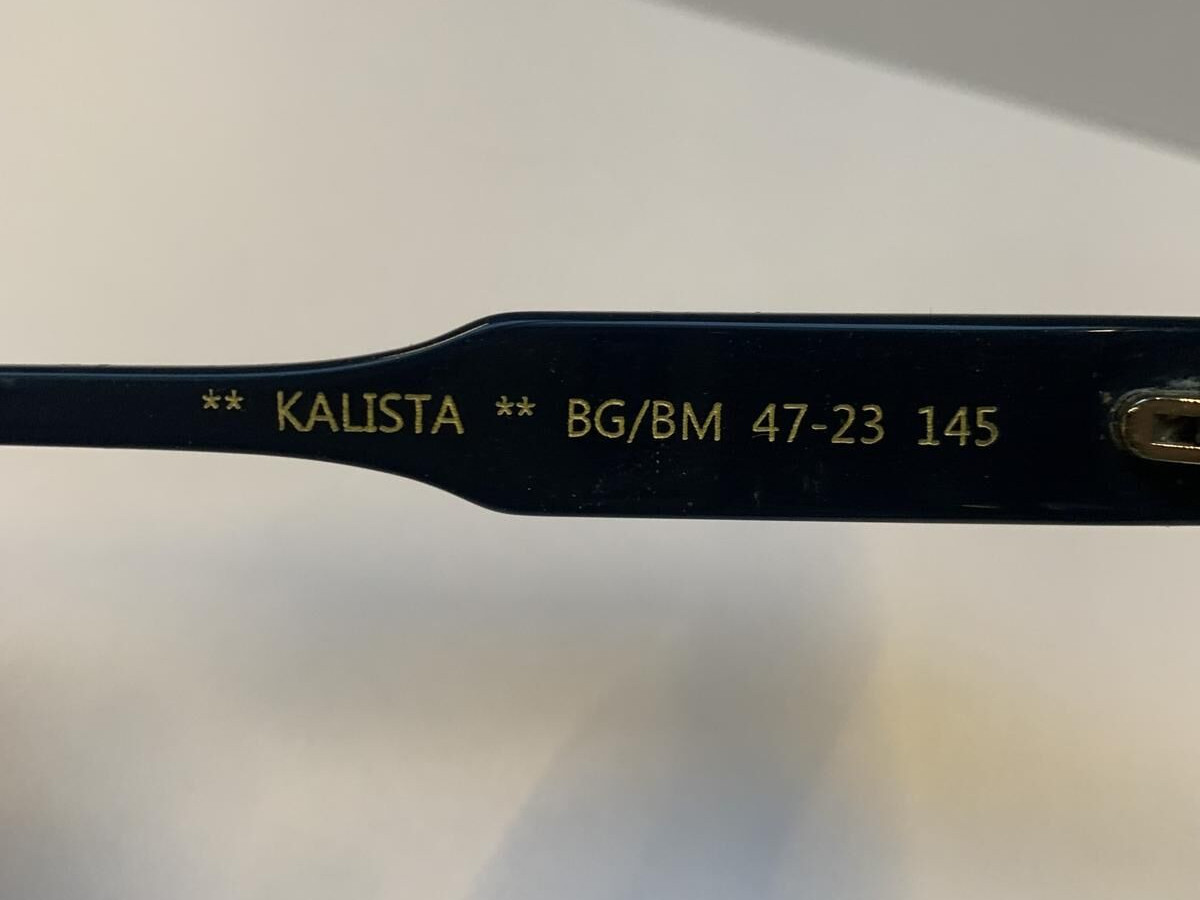 ** KALISTA ** BG/BM 47-23 145